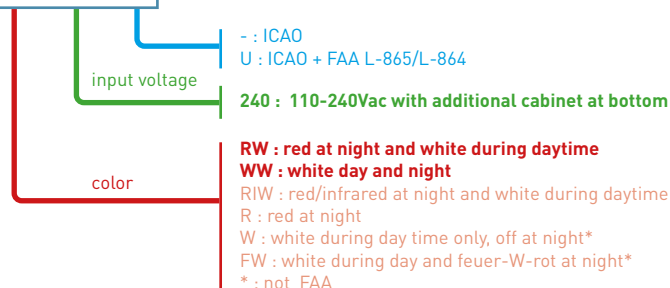 - : ICAO
U : ICAO + FAA L-865/L-864
input voltage
240 : 110-240Vac with additional cabinet at bottom
RW : red at night and white during daytime
WW : white day and night
color
RIW : red/infrared at night and white during daytime
R : red at night
W : white during day time only, off at night*
FW : white during day and feuer-W-rot at night*
* : not FAA